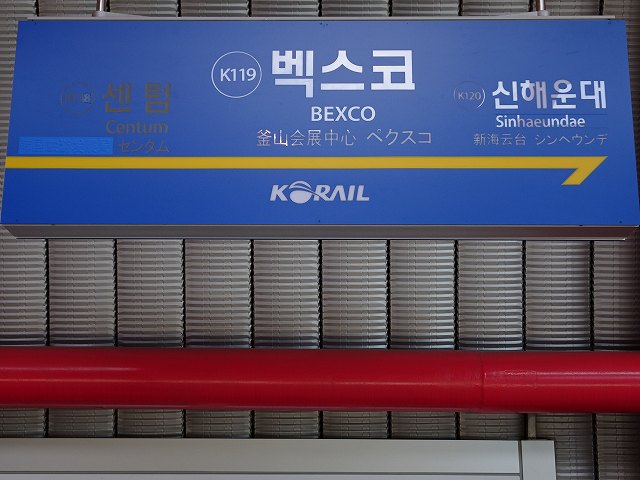 센텀
Centum
センタム
K119 벡스코
BEXCO
釜山会展中心 ペクスコ
K120 신해운대
Sinhaeundae
新海云台 シンヘウンデ
KORAIL